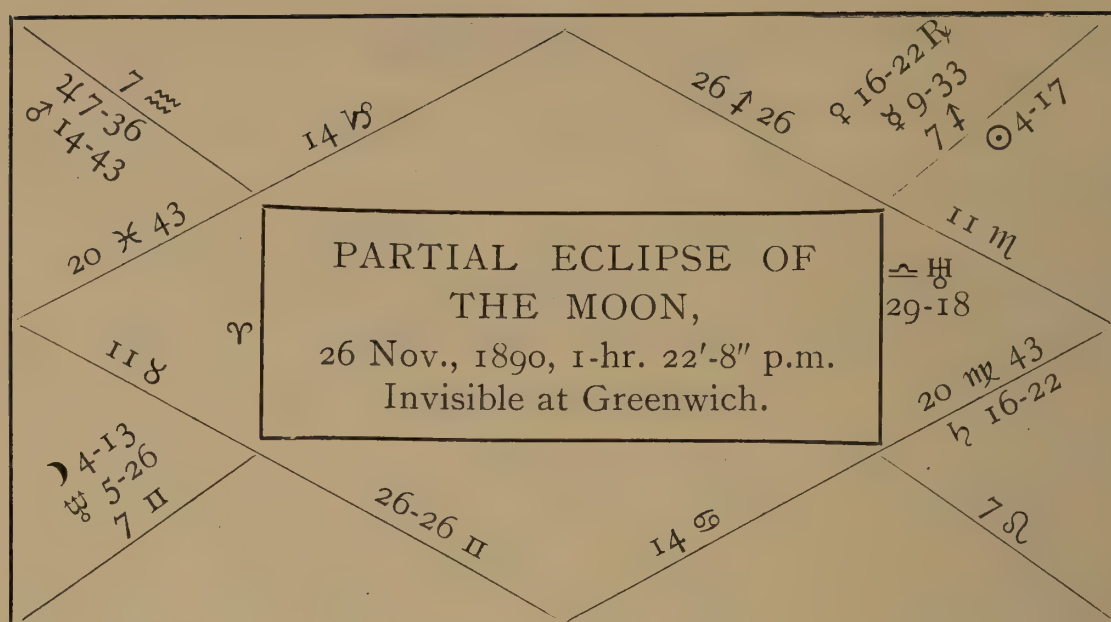 7 ♒
♃ 7-36
♂ 14-43
14 ♑
26 ♐ 26
♀ 16-22 ℞
☿ 9-33
7 ♐
☉ 4-17
20 ♓ 43
11 ♏
♈
PARTIAL ECLIPSE OF
THE MOON,
26 Nov., 1890, 1-hr. 22′-8″ p.m.
Invisible at Greenwich.
♎ ♅
29-18
11 ♉
20 ♍ 43
♄ 16-22
☽ 4-13
♆ 5-26
7 ♊
26-26 ♊
14 ♋
7 ♌